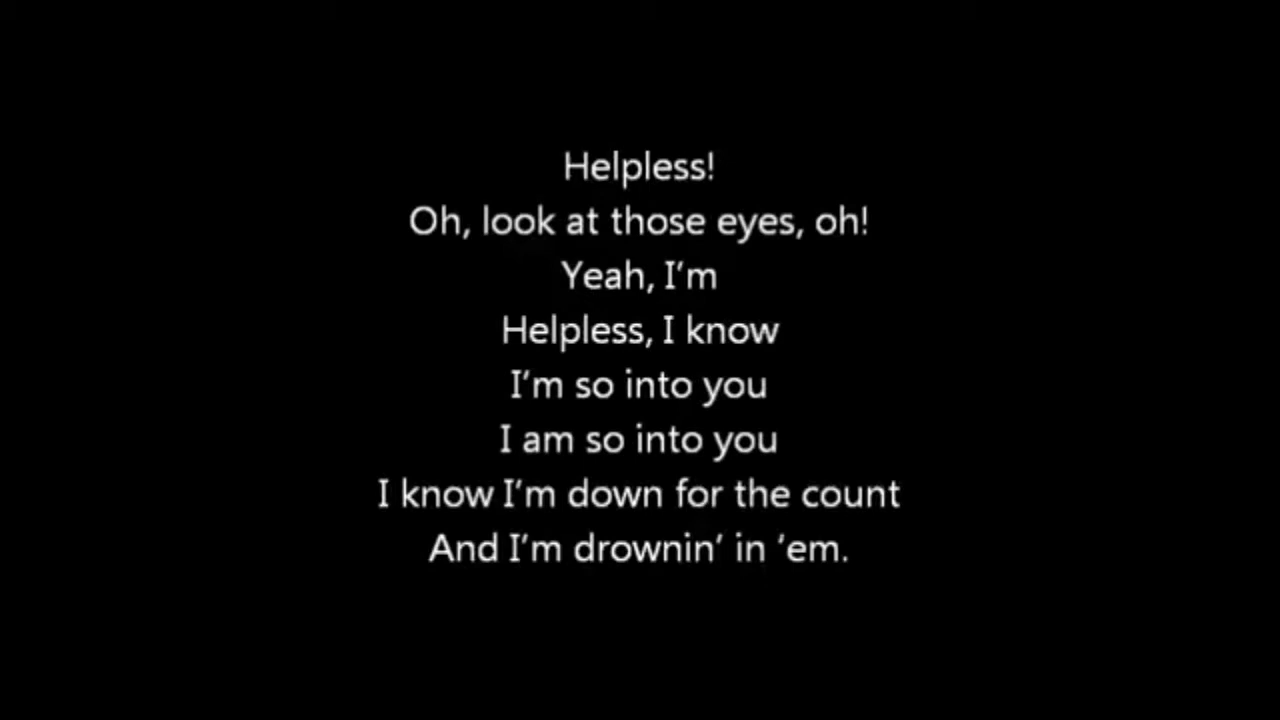 Helpless!
Oh, look at those eyes, oh!
Yeah, I'm
Helpless, I know
I'm so into you
I am so into you
I know I'm down for the count
And I'm drownin' in 'em.